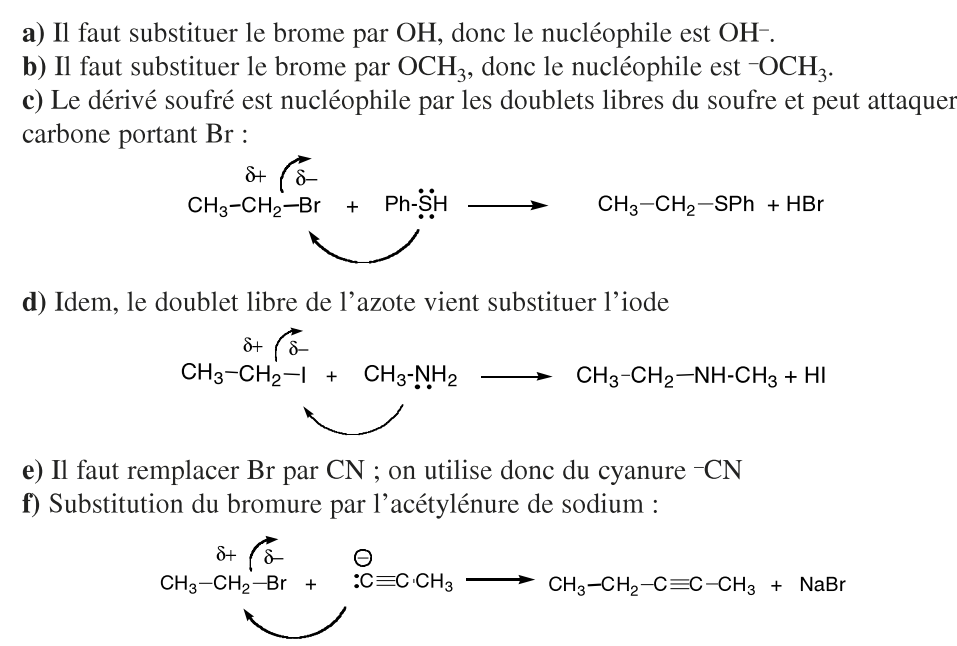 a) Il faut substituer le brome par OH, donc le nucléophile est OH⁻.
b) Il faut substituer le brome par OCH₃, donc le nucléophile est ⁻OCH₃.
c) Le dérivé soufré est nucléophile par les doublets libres du soufre et peut attaquer
carbone portant Br :
δ+ δ–
CH₃–CH₂–Br + Ph-SH ⟶ CH₃–CH₂–SPh + HBr
d) Idem, le doublet libre de l’azote vient substituer l’iode
δ+ δ–
CH₃–CH₂–I + CH₃-NH₂ ⟶ CH₃–CH₂–NH-CH₃ + HI
e) Il faut remplacer Br par CN ; on utilise donc du cyanure ⁻CN
f) Substitution du bromure par l’acétylénure de sodium :
δ+ δ– ⊖
CH₃–CH₂–Br + :C≡C·CH₃ ⟶ CH₃–CH₂–C≡C–CH₃ + NaBr